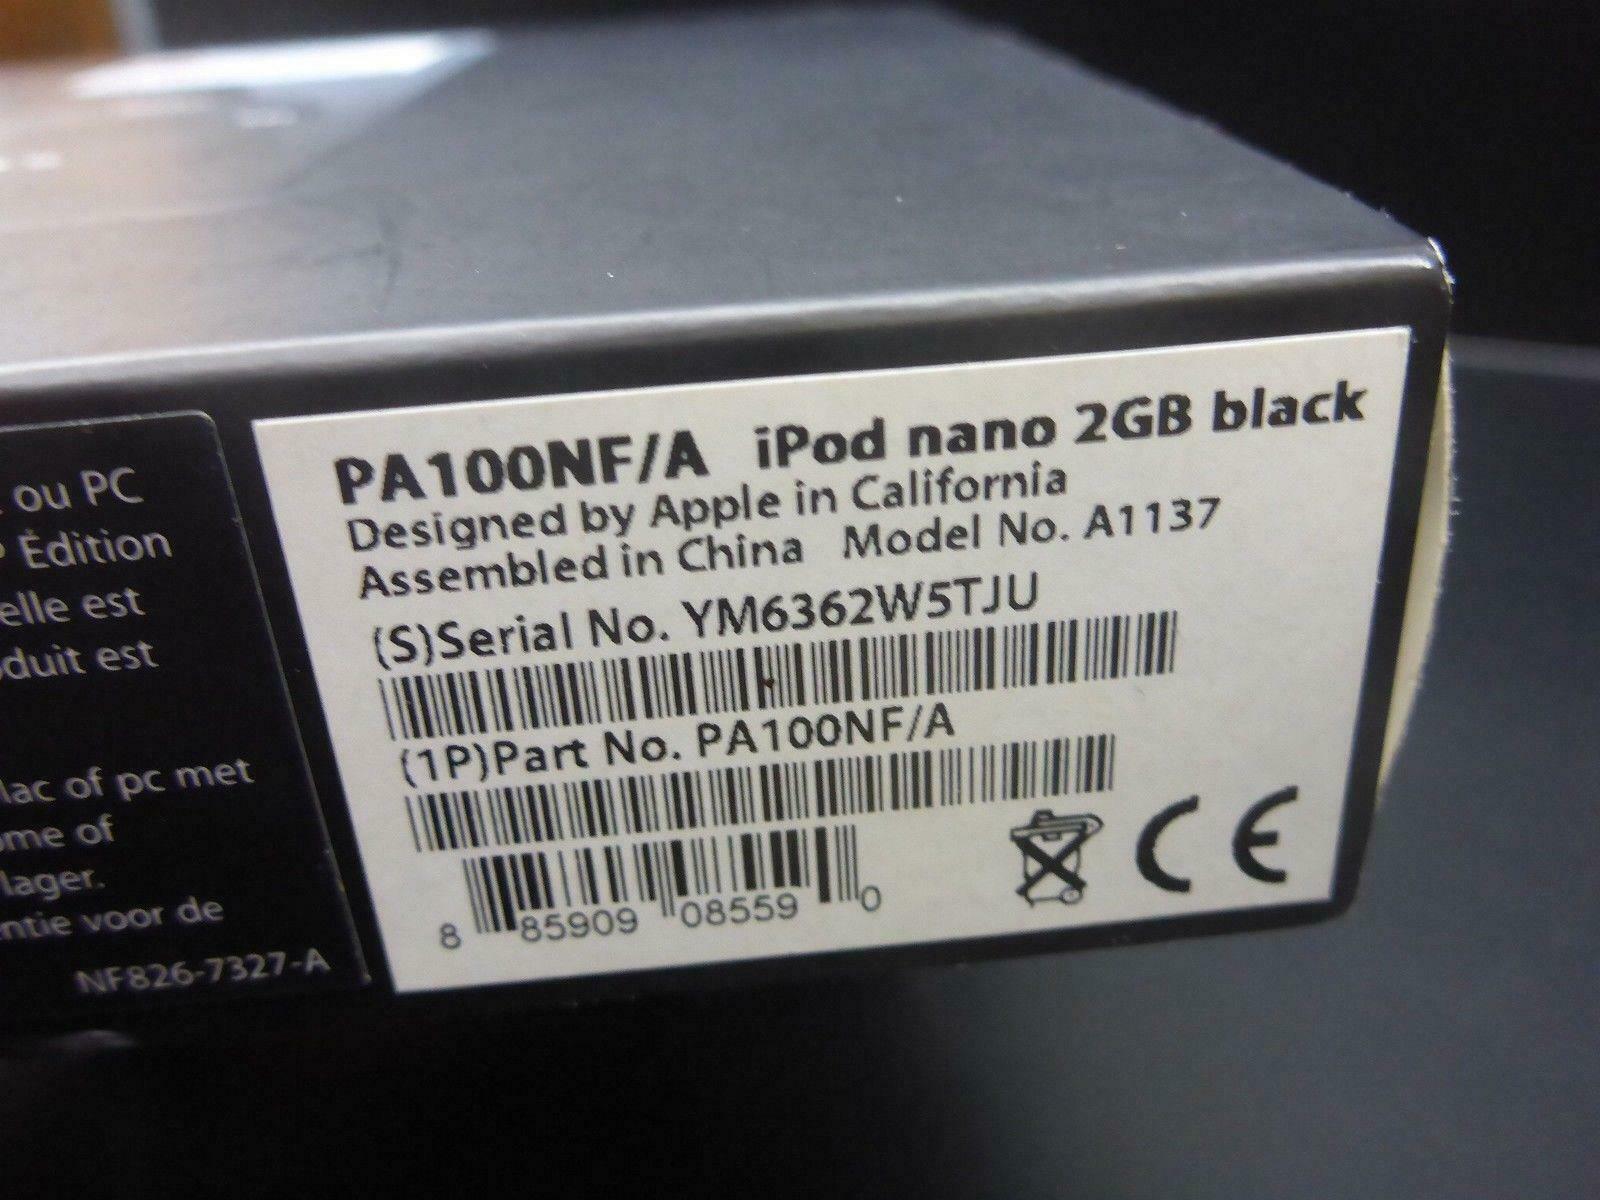 ou PC
Édition
elle est
duit est
of pc met
me of
lager.
ntie voor de
NF826-7327-A
PA100NF/A iPod nano 2GB black
Designed by Apple in California
Assembled in China Model No. A1137
(S)Serial No. YM6362W5TJU
(1P)Part No. PA100NF/A
8 85909 08559 0
CE